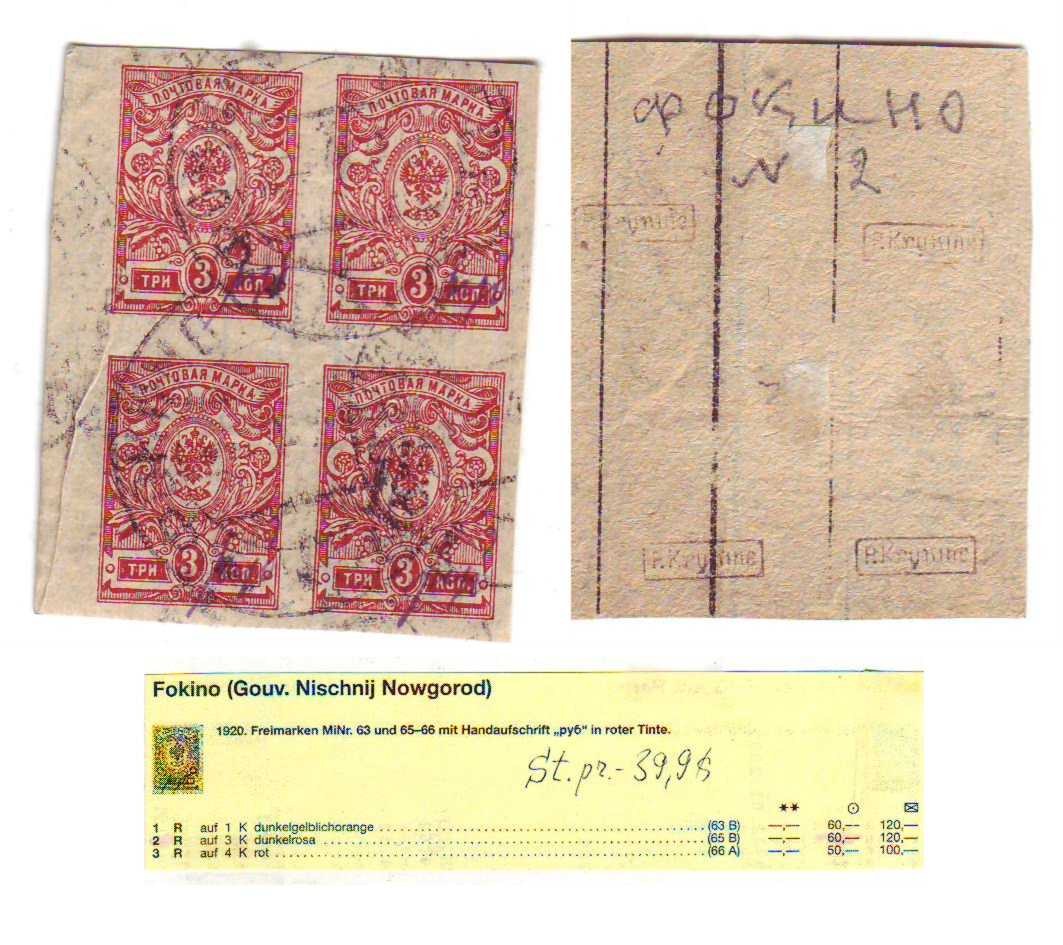 ПОЧТОВАЯ МАРКА
ТРИ 3 КОП.
ПОЧТОВАЯ МАРКА
ТРИ 3 КОП.
ПОЧТОВАЯ МАРКА
ТРИ 3 КОП.
ПОЧТОВАЯ МАРКА
ТРИ 3 КОП.
ФОКИНО
N 2
Fokino (Gouv. Nischnij Nowgorod)
1920. Freimarken MiNr. 63 und 65–66 mit Handaufschrift „руб“ in roter Tinte.
St. pr. - 39,9$
** ⊙ ✉
1 R auf 1 K dunkelgelblichorange (63 B) —,— 60,— 120,—
2 R auf 3 K dunkelrosa (65 B) —,— 60,— 120,—
3 R auf 4 K rot (66 A) —,— 50,— 100,—